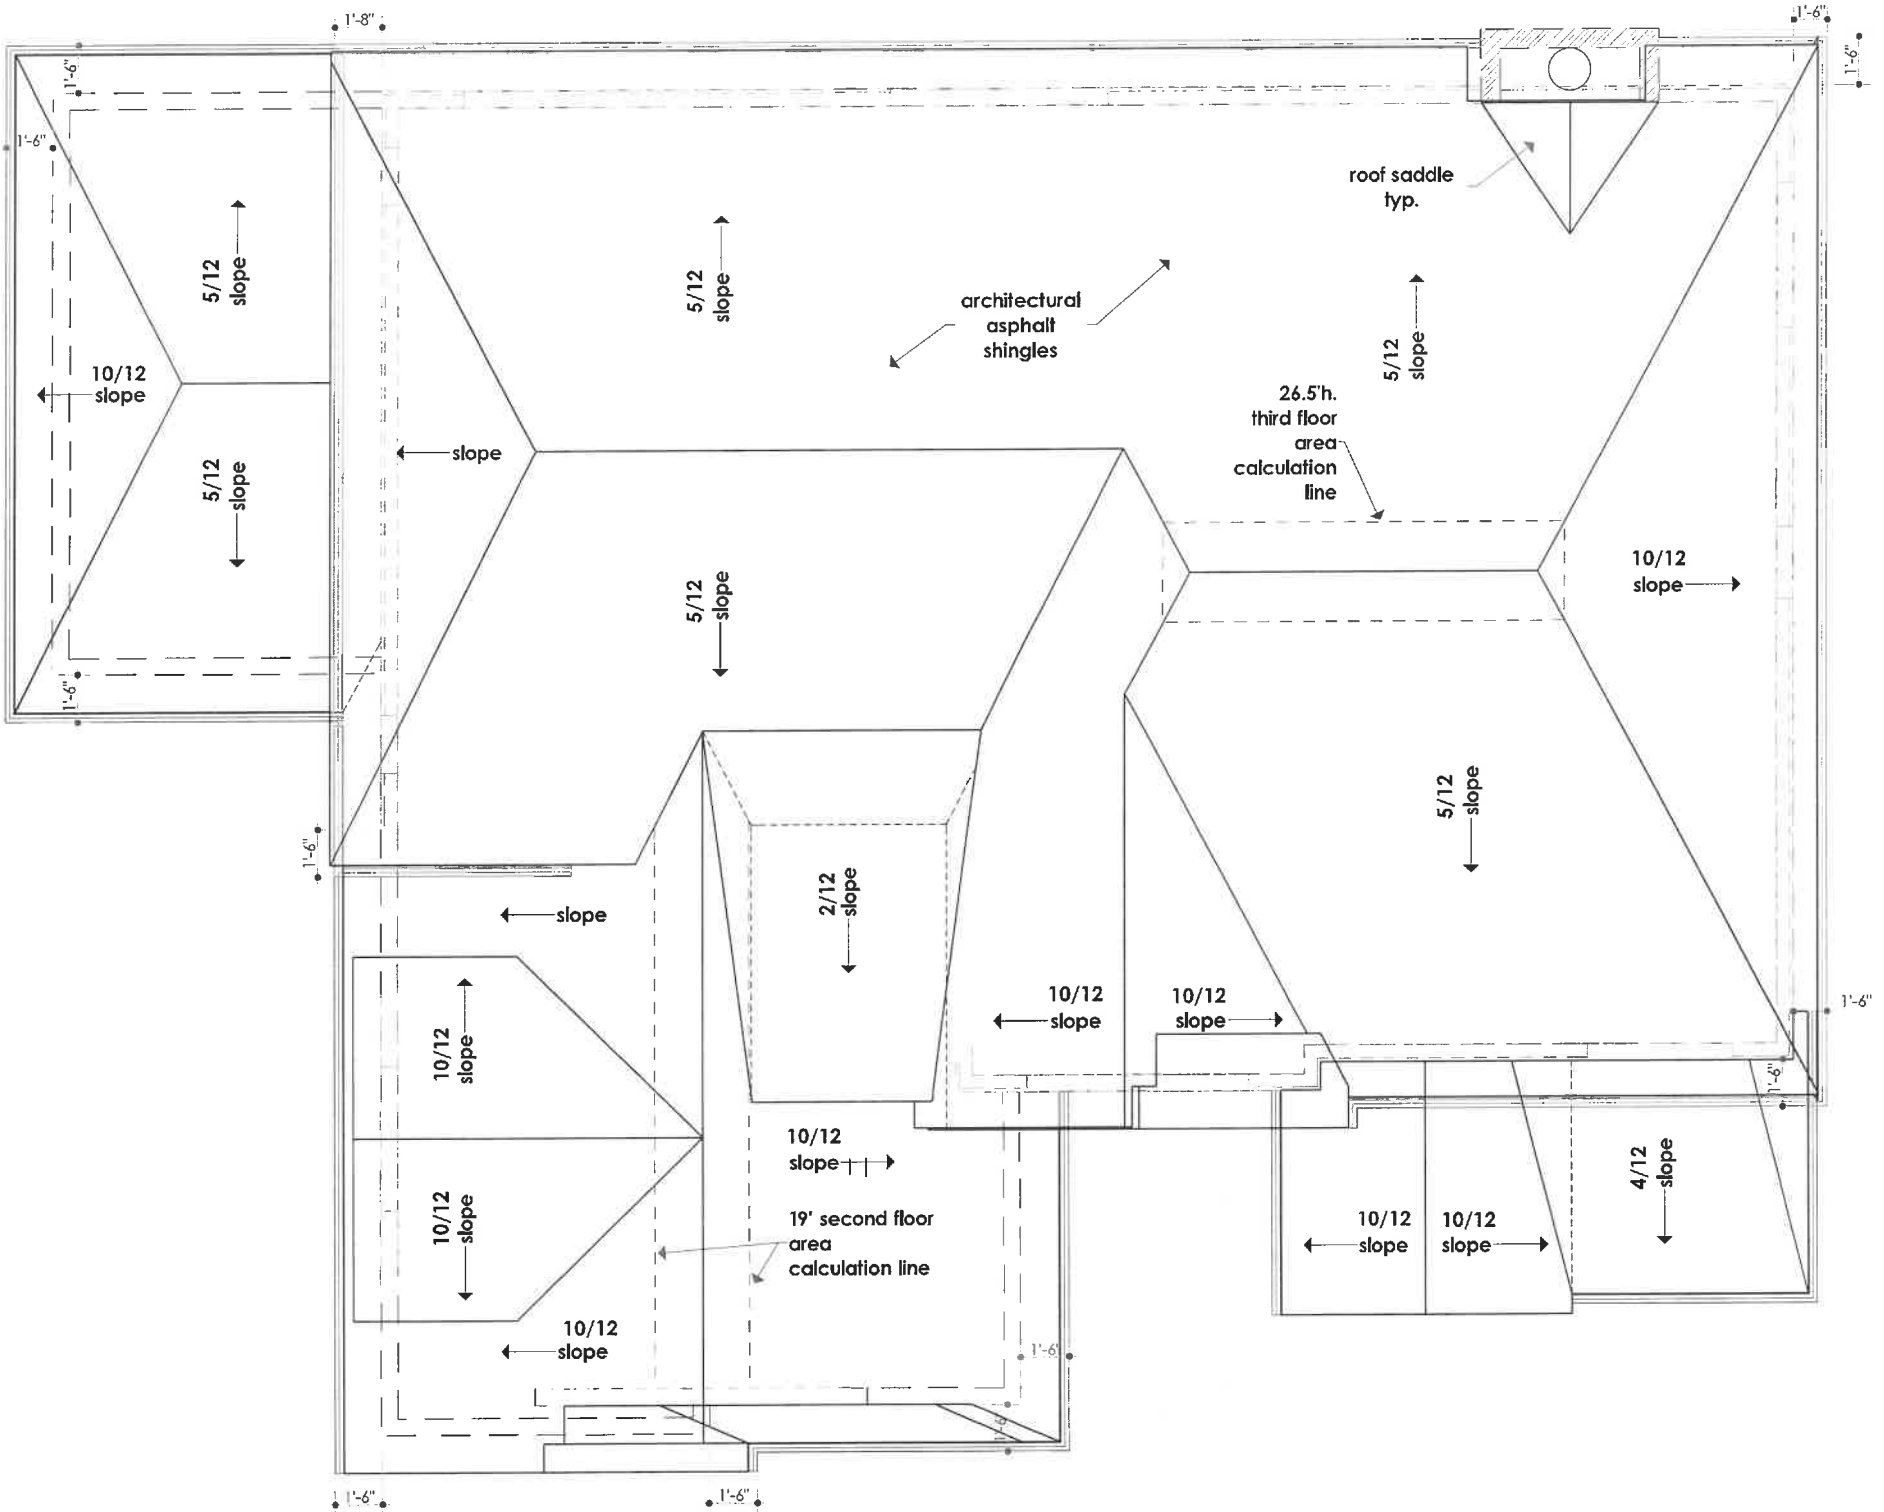 1'-8"
1'-6"
1'-6"
1'-6"
1'-6"
roof saddle
typ.
5/12
slope
5/12
slope
architectural
asphalt
shingles
5/12
slope
10/12
slope
26.5'h.
third floor
area
calculation
line
slope
5/12
slope
10/12
slope
5/12
slope
1'-6"
5/12
slope
1'-6"
2/12
slope
slope
10/12
slope
10/12
slope
1'-6"
10/12
slope
1'-6"
10/12
slope
4/12
slope
10/12
slope
19' second floor
area
calculation line
10/12
slope
10/12
slope
10/12
slope
1'-6"
1'-6"
1'-6"